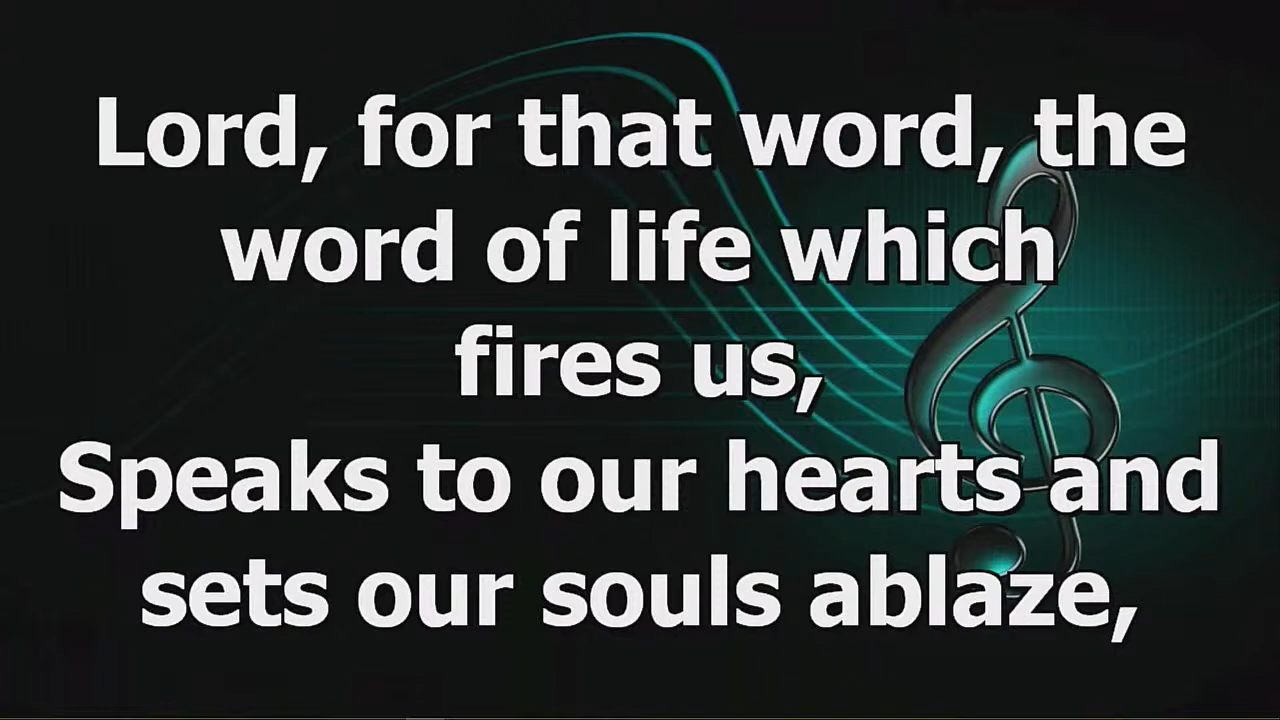 Lord, for that word, the
word of life which
fires us,
Speaks to our hearts and
sets our souls ablaze,